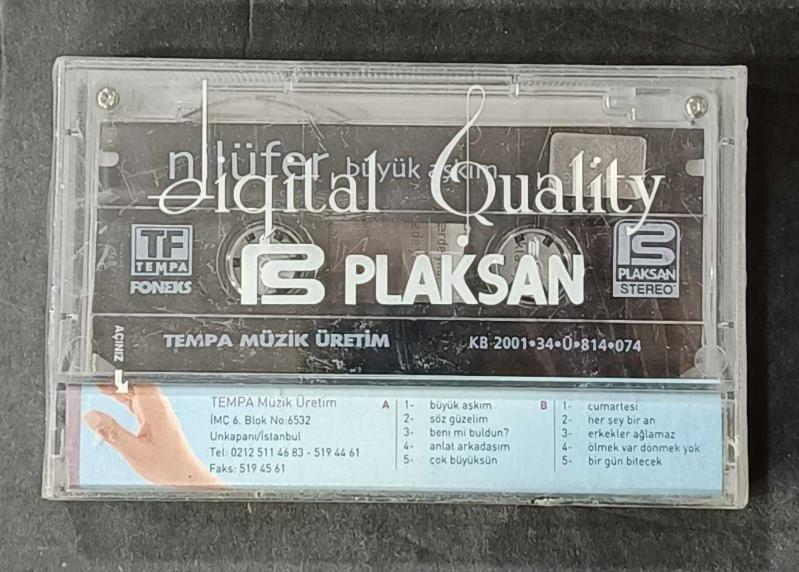 nilüfer büyük aşkım
Digital Quality
TF
TEMPA
FONEKS
PLAKSAN
PLAKSAN
STEREO
TEMPA MÜZİK ÜRETİM
KB 2001•34•Ü•814•074
AÇINIZ
TEMPA Müzik Üretim
İMÇ 6. Blok No:6532
Unkapanı/İstanbul
Tel: 0212 511 46 83 - 519 44 61
Faks: 519 45 61
A
1- büyük aşkım
2- söz güzelim
3- beni mi buldun?
4- anlat arkadaşım
5- çok büyüksün
B
1- cumartesi
2- her şey bir an
3- erkekler ağlamaz
4- ölmek var dönmek yok
5- bir gün bitecek